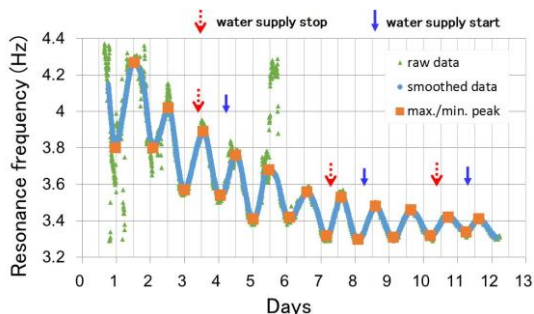 water supply stop
water supply start
4.4
4.2
4
3.8
3.6
3.4
3.2
Resonance frequency (Hz)
raw data
smoothed data
max./min. peak
0 1 2 3 4 5 6 7 8 9 10 11 12 13
Days